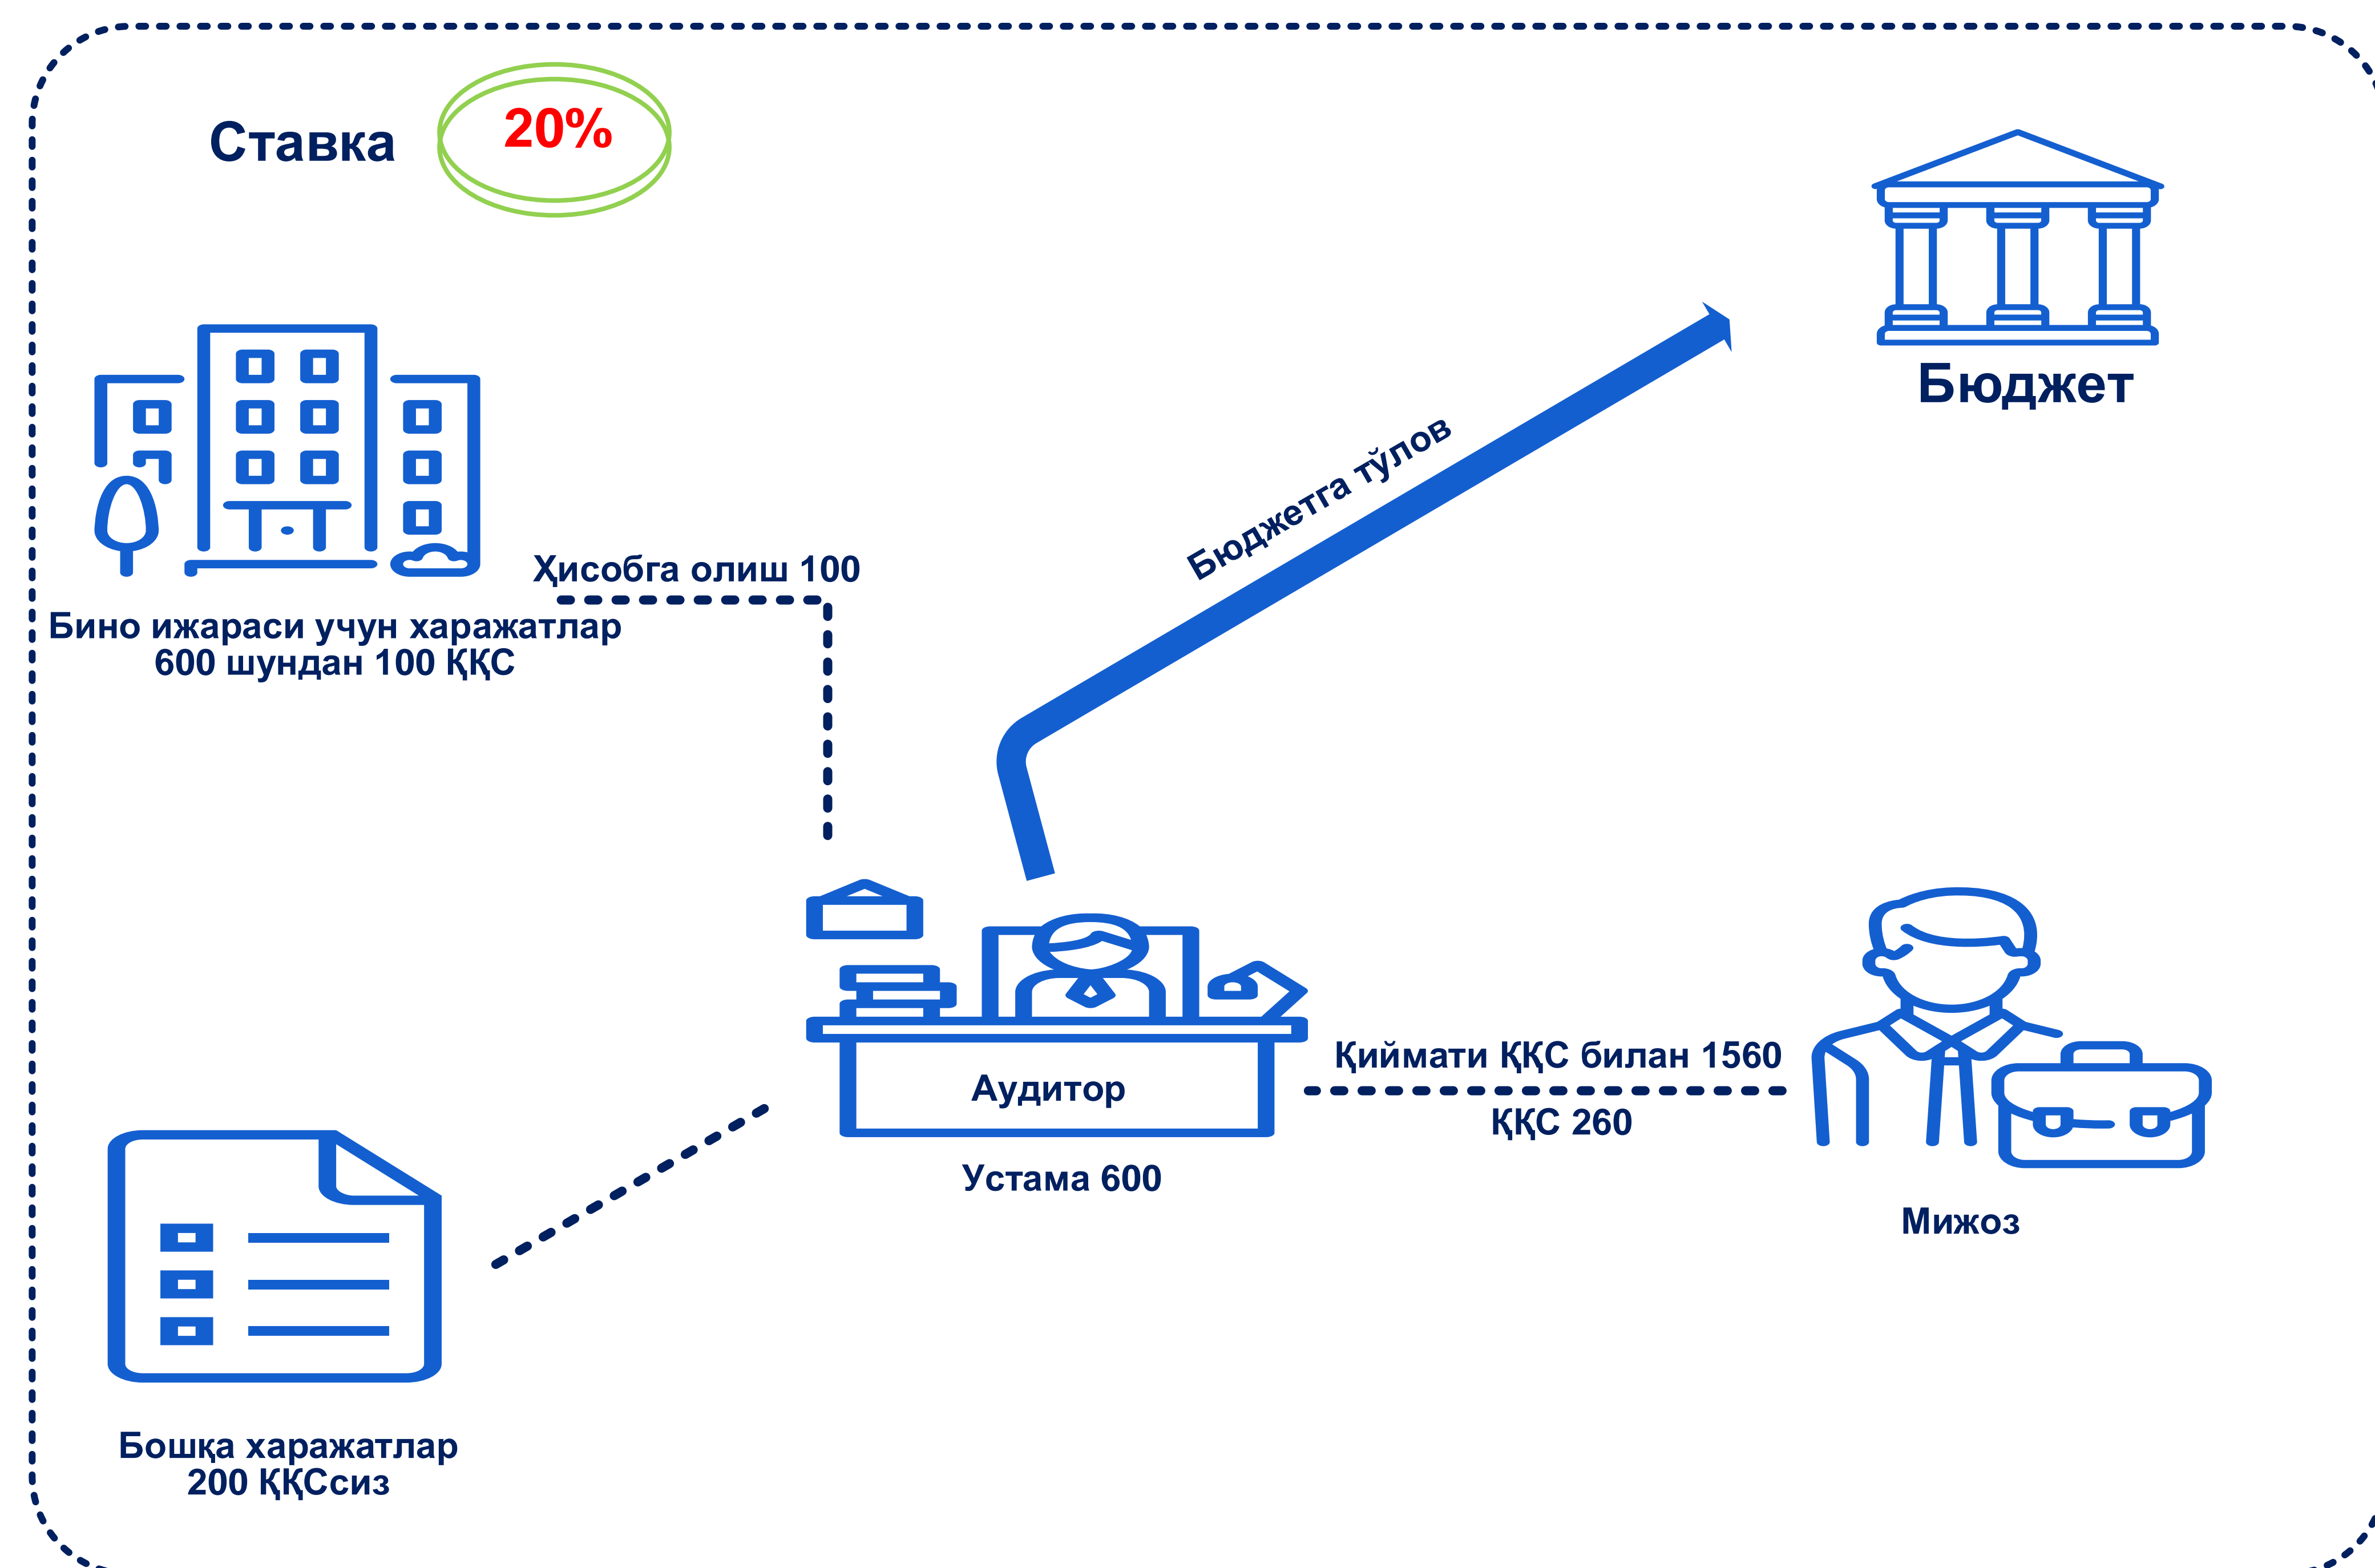 Ставка
20%
Бюджет
Бюджетга тўлов
Ҳисобга олиш 100
Бино ижараси учун харажатлар
600 шундан 100 ҚҚС
Аудитор
Устама 600
Қиймати ҚҚС билан 1560
ҚҚС 260
Мижоз
Бошқа харажатлар
200 ҚҚСсиз